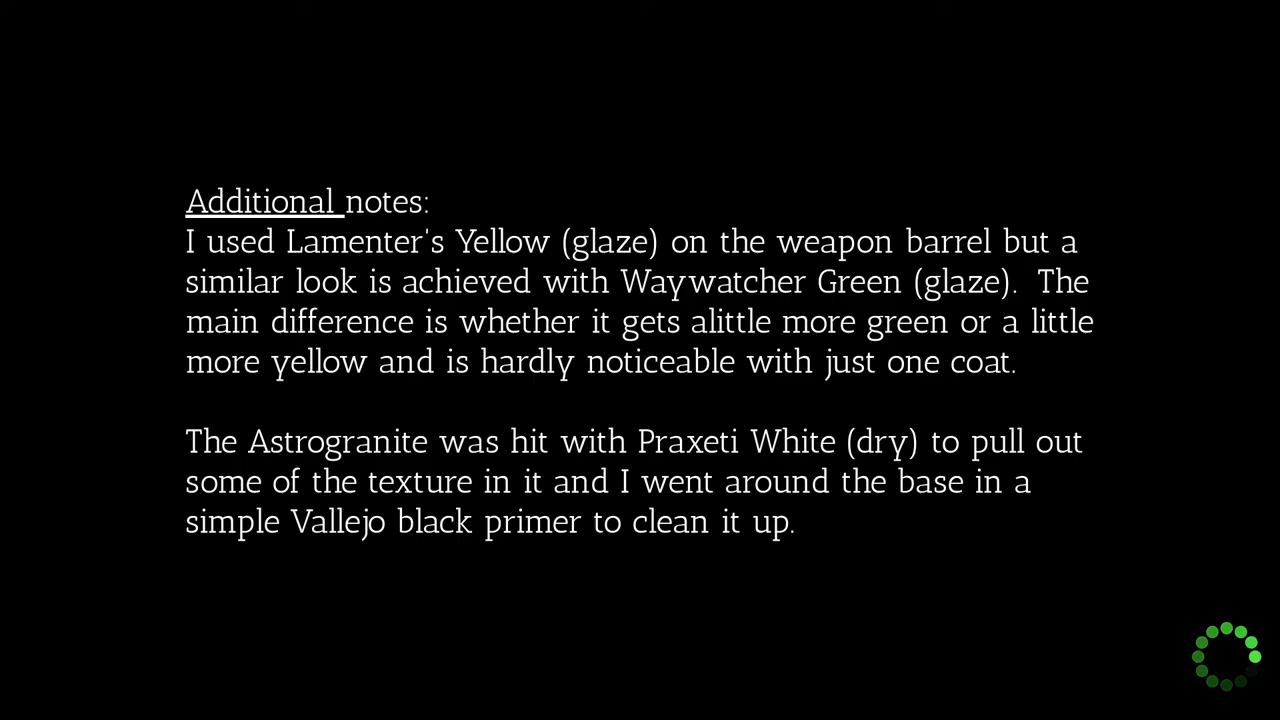 Additional notes:
I used Lamenter's Yellow (glaze) on the weapon barrel but a
similar look is achieved with Waywatcher Green (glaze).  The
main difference is whether it gets alittle more green or a little
more yellow and is hardly noticeable with just one coat.
The Astrogranite was hit with Praxeti White (dry) to pull out
some of the texture in it and I went around the base in a
simple Vallejo black primer to clean it up.